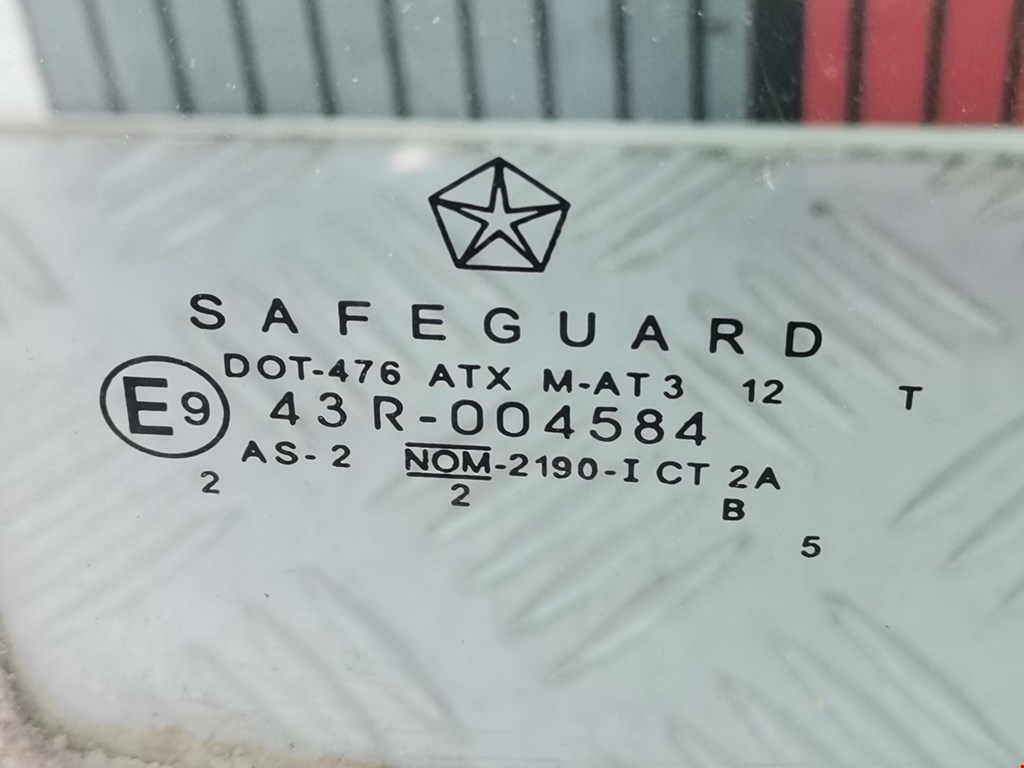 SAFEGUARD
DOT-476 ATX M-AT3 12 T
E9 43R-004584
AS-2 NOM-2190-I CT 2A
2 2 B
5